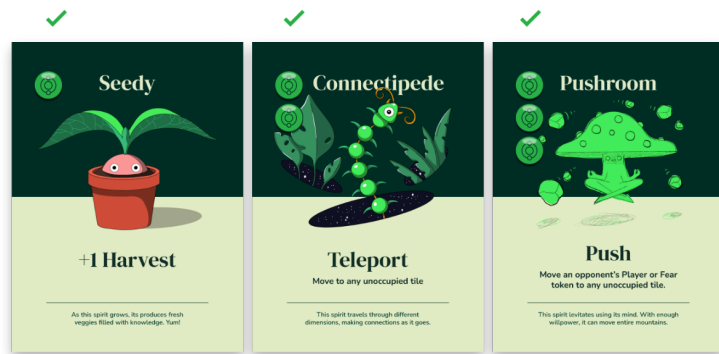 Seedy
+1 Harvest
As this spirit grows, its produces fresh
veggies filled with knowledge. Yum!
Connectipede
Teleport
Move to any unoccupied tile
This spirit travels through different
dimensions, making connections as it goes.
Pushroom
Push
Move an opponent's Player or Fear
token to any unoccupied tile.
This spirit levitates using its mind. With enough
willpower, it can move entire mountains.